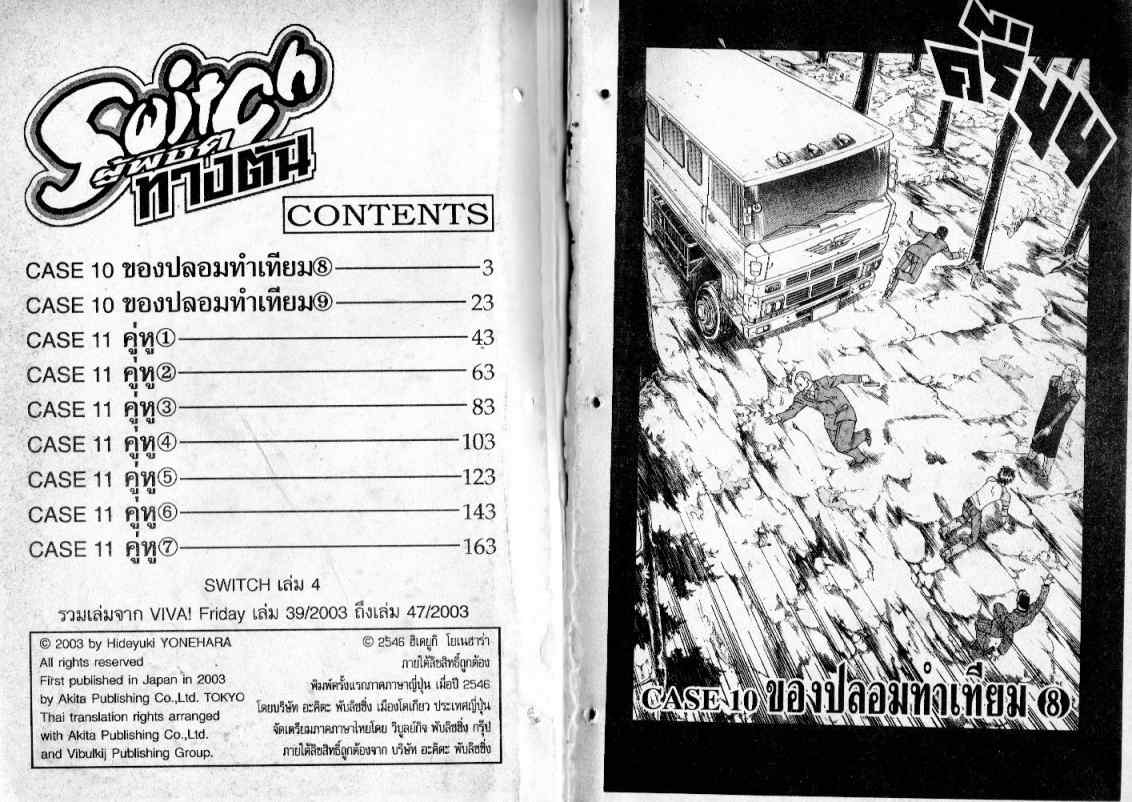 Switch
ผู้พิชิต
ทางตัน
CONTENTS
CASE 10 ของปลอมทำเทียม⑧ 3
CASE 10 ของปลอมทำเทียม⑨ 23
CASE 11 คู่หู① 43
CASE 11 คู่หู② 63
CASE 11 คู่หู③ 83
CASE 11 คู่หู④ 103
CASE 11 คู่หู⑤ 123
CASE 11 คู่หู⑥ 143
CASE 11 คู่หู⑦ 163
SWITCH เล่ม 4
รวมเล่มจาก VIVA! Friday เล่ม 39/2003 ถึงเล่ม 47/2003
© 2003 by Hideyuki YONEHARA
All rights reserved
First published in Japan in 2003
by Akita Publishing Co.,Ltd. TOKYO
Thai translation rights arranged
with Akita Publishing Co.,Ltd.
and Vibulkij Publishing Group.
© 2546 ฮิเดยูกิ โยเนฮาร่า
ภายใต้ลิขสิทธิ์ถูกต้อง
พิมพ์ครั้งแรกภาคภาษาญี่ปุ่น เมื่อปี 2546
โดยบริษัท อะคิตะ พับลิชชิ่ง เมืองโตเกียว ประเทศญี่ปุ่น
จัดเตรียมภาคภาษาไทยโดย วิบูลย์กิจ พับลิชชิ่ง กรุ๊ป
ภายใต้ลิขสิทธิ์ถูกต้องจาก บริษัท อะคิตะ พับลิชชิ่ง
CASE 10 ของปลอมทำเทียม ⑧